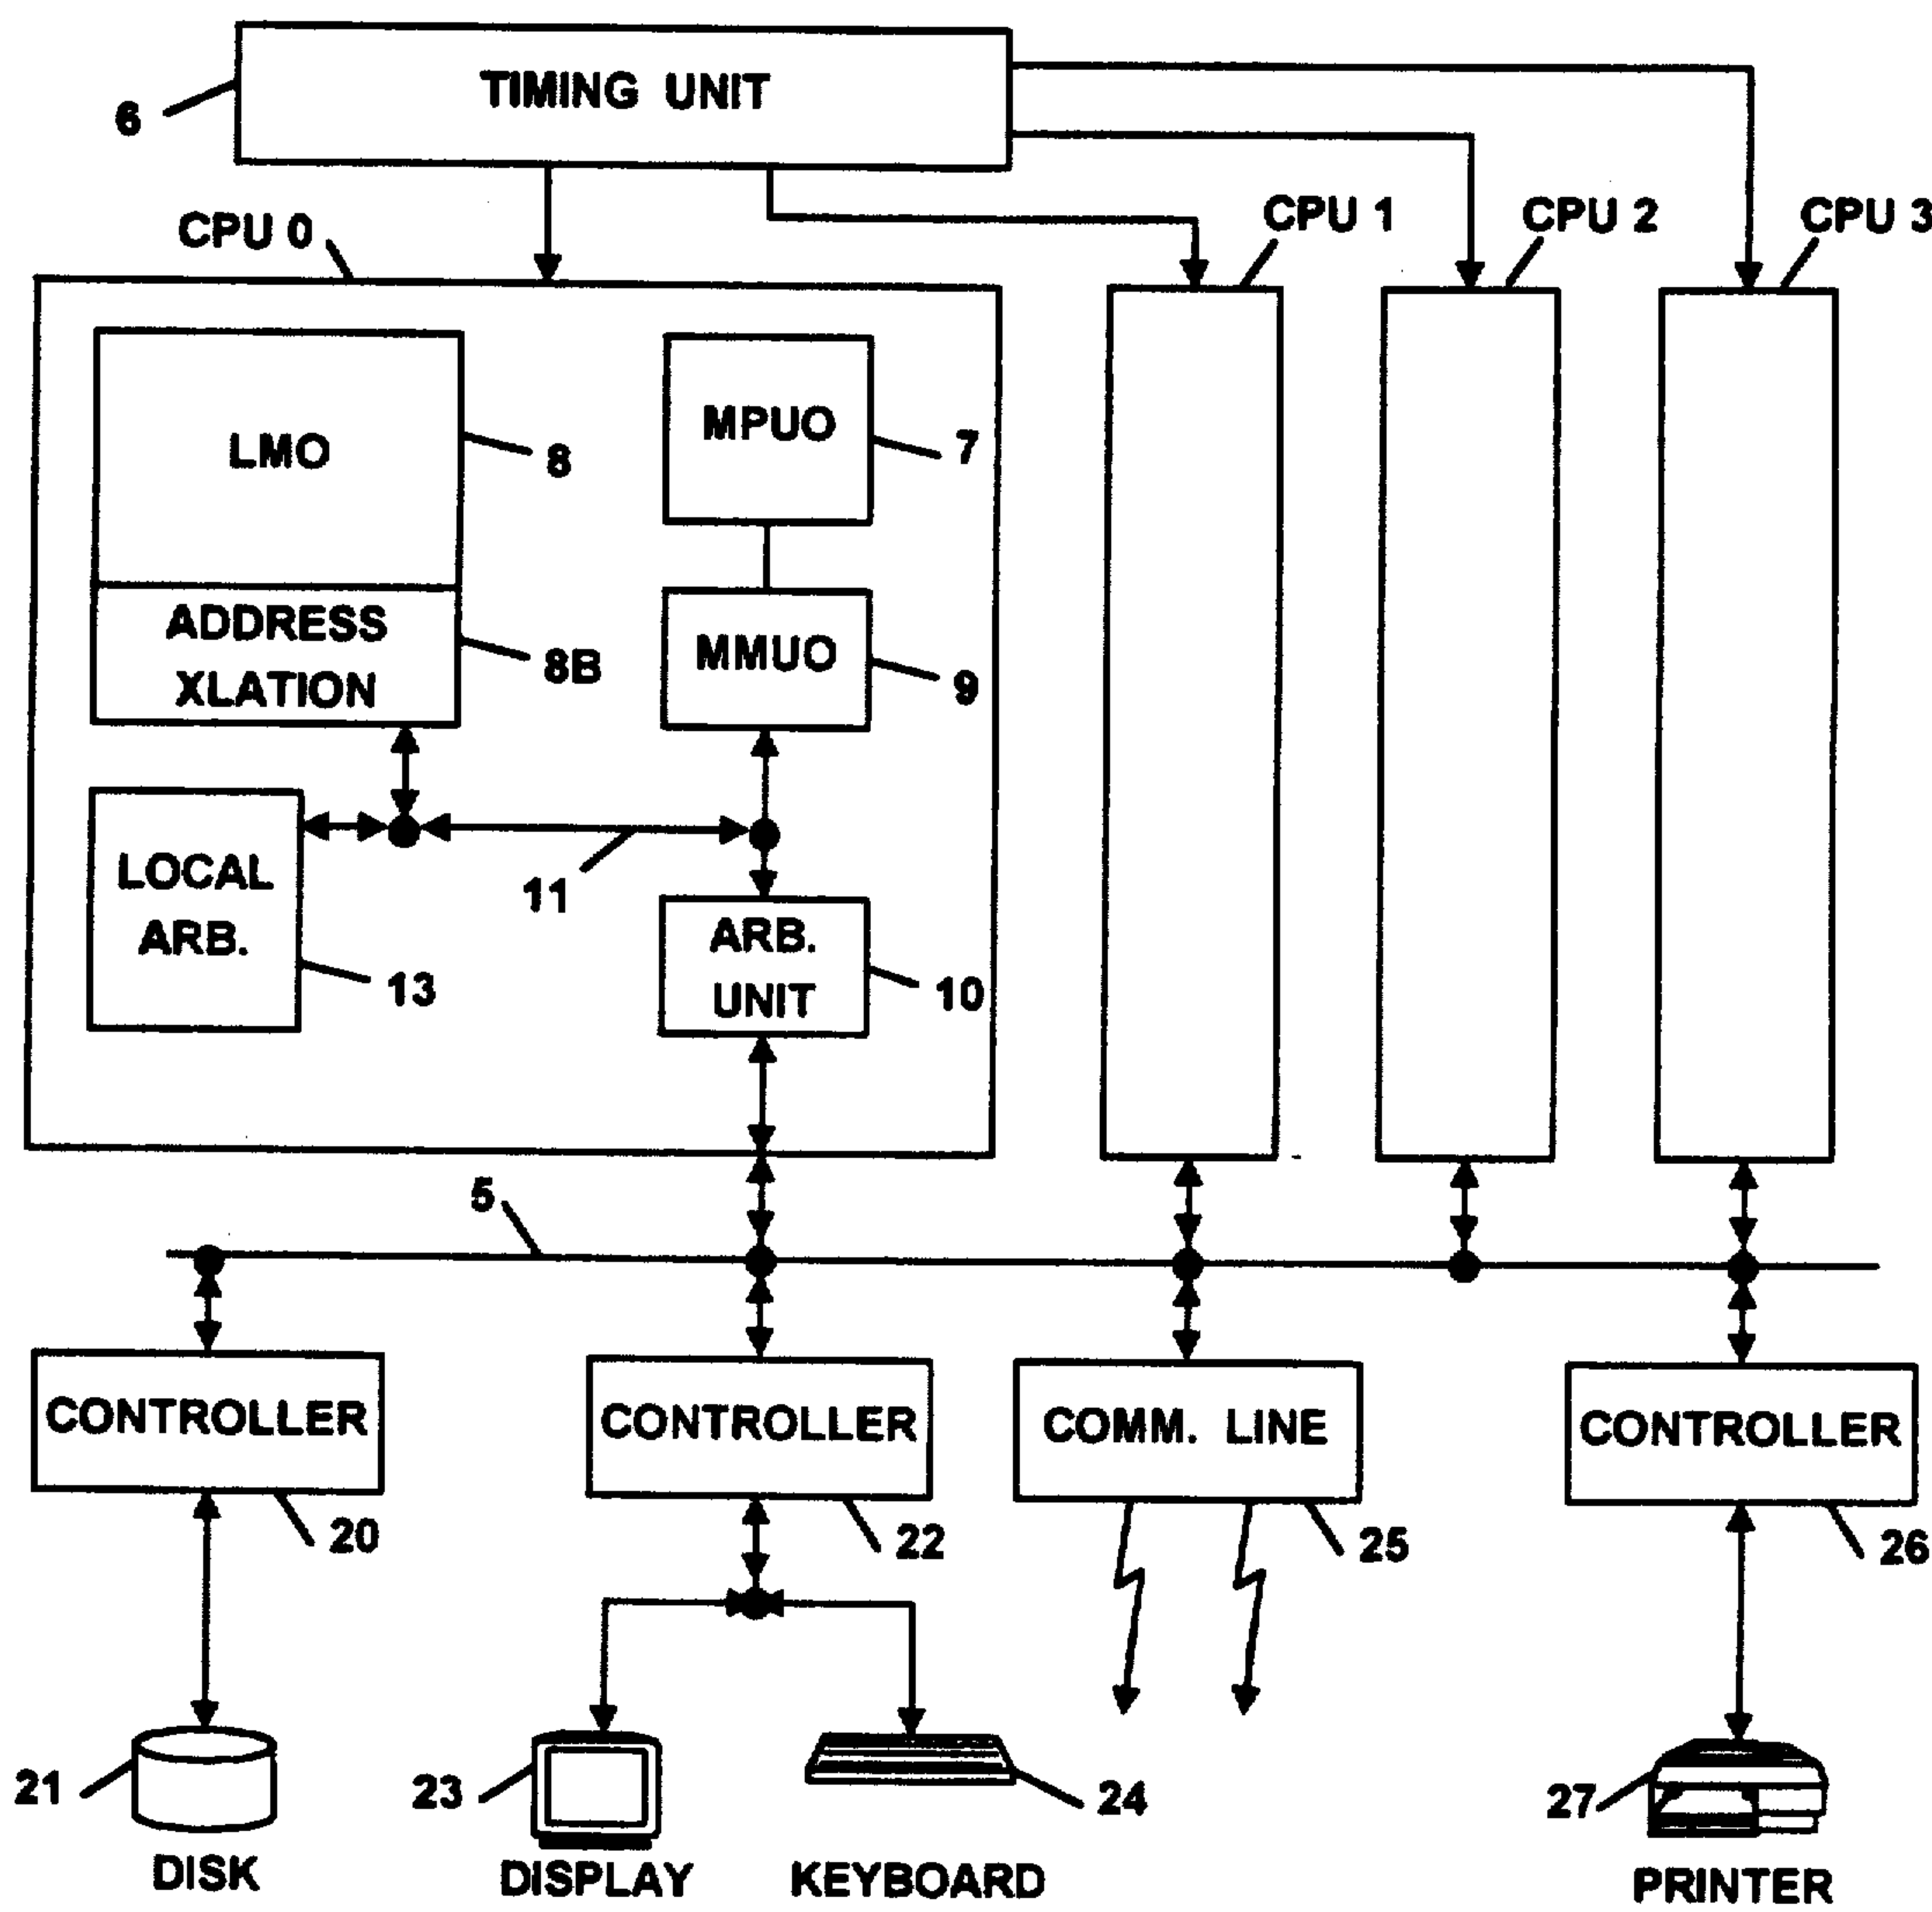 TIMING UNIT
6
CPU 0
CPU 1
CPU 2
CPU 3
LMO
8
MPUO
7
ADDRESS
XLATION
8B
MMUO
9
LOCAL
ARB.
13
11
ARB.
UNIT
10
5
CONTROLLER
20
CONTROLLER
22
COMM. LINE
25
CONTROLLER
26
21
DISK
23
DISPLAY
24
KEYBOARD
27
PRINTER